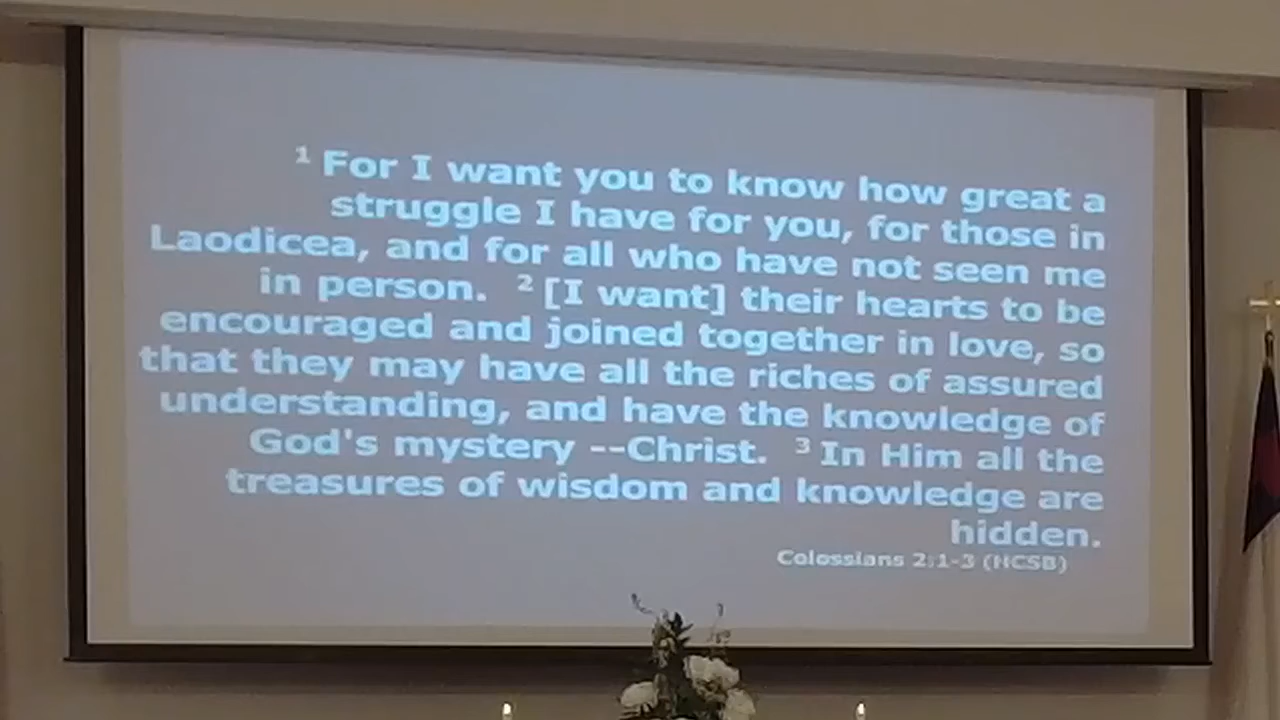 1 For I want you to know how great a
struggle I have for you, for those in
Laodicea, and for all who have not seen me
in person. 2 [I want] their hearts to be
encouraged and joined together in love, so
that they may have all the riches of assured
understanding, and have the knowledge of
God's mystery --Christ. 3 In Him all the
treasures of wisdom and knowledge are
hidden.
Colossians 2:1-3 (HCSB)